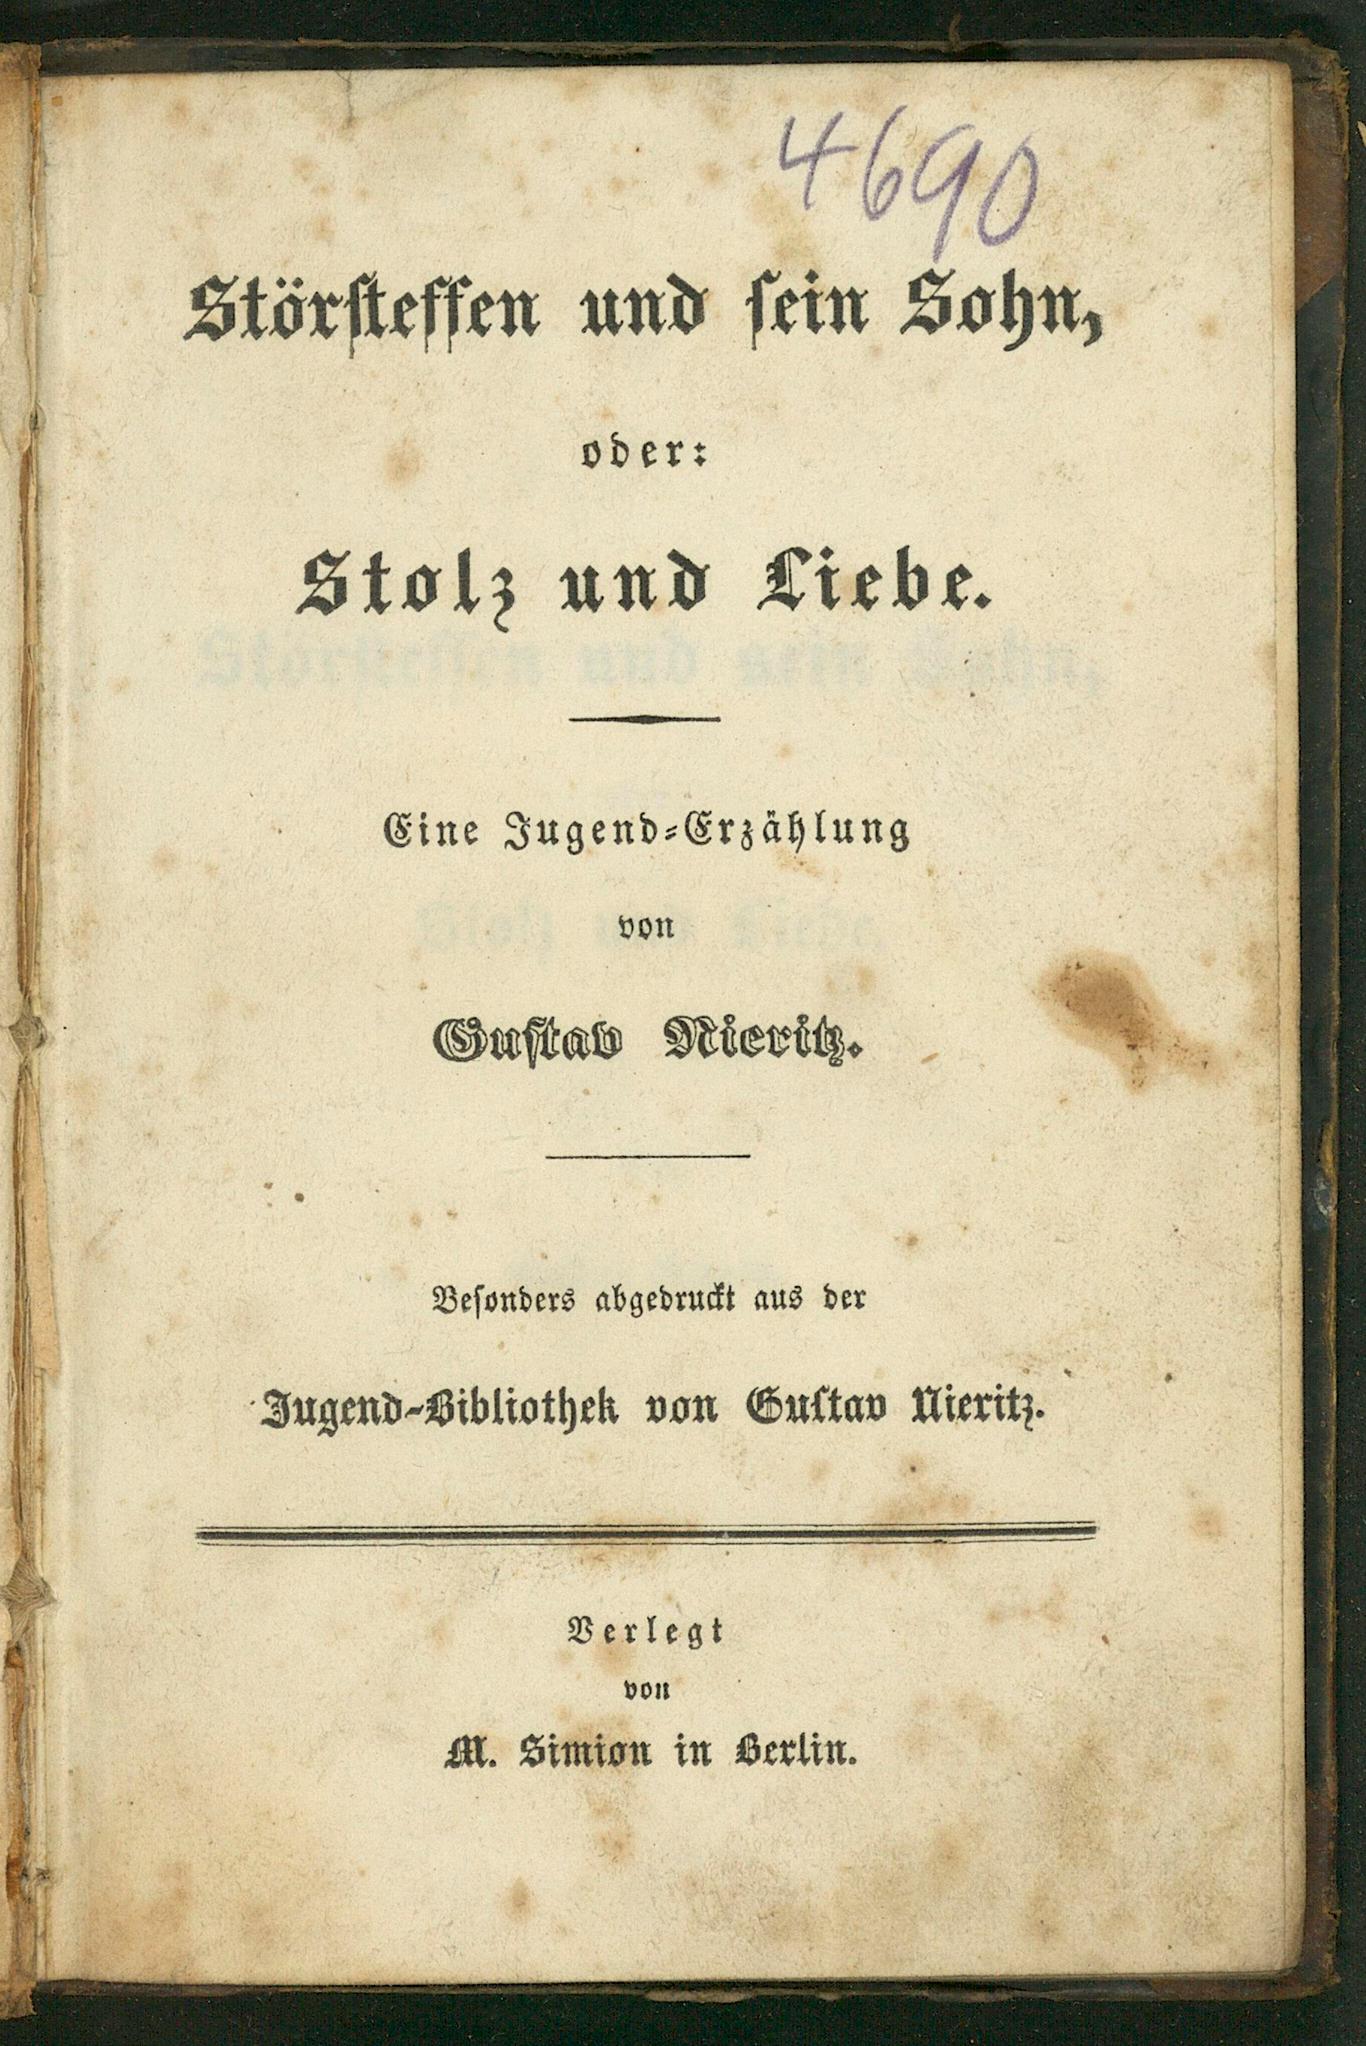 4690
Störſteffen und ſein Sohn,
oder:
Stolz und Liebe.
Eine Jugend-Erzählung
von
Guſtav Nieritz.
Beſonders abgedruckt aus der
Jugend-Bibliothek von Guſtav Nieritz.
Verlegt
von
M. Simion in Berlin.